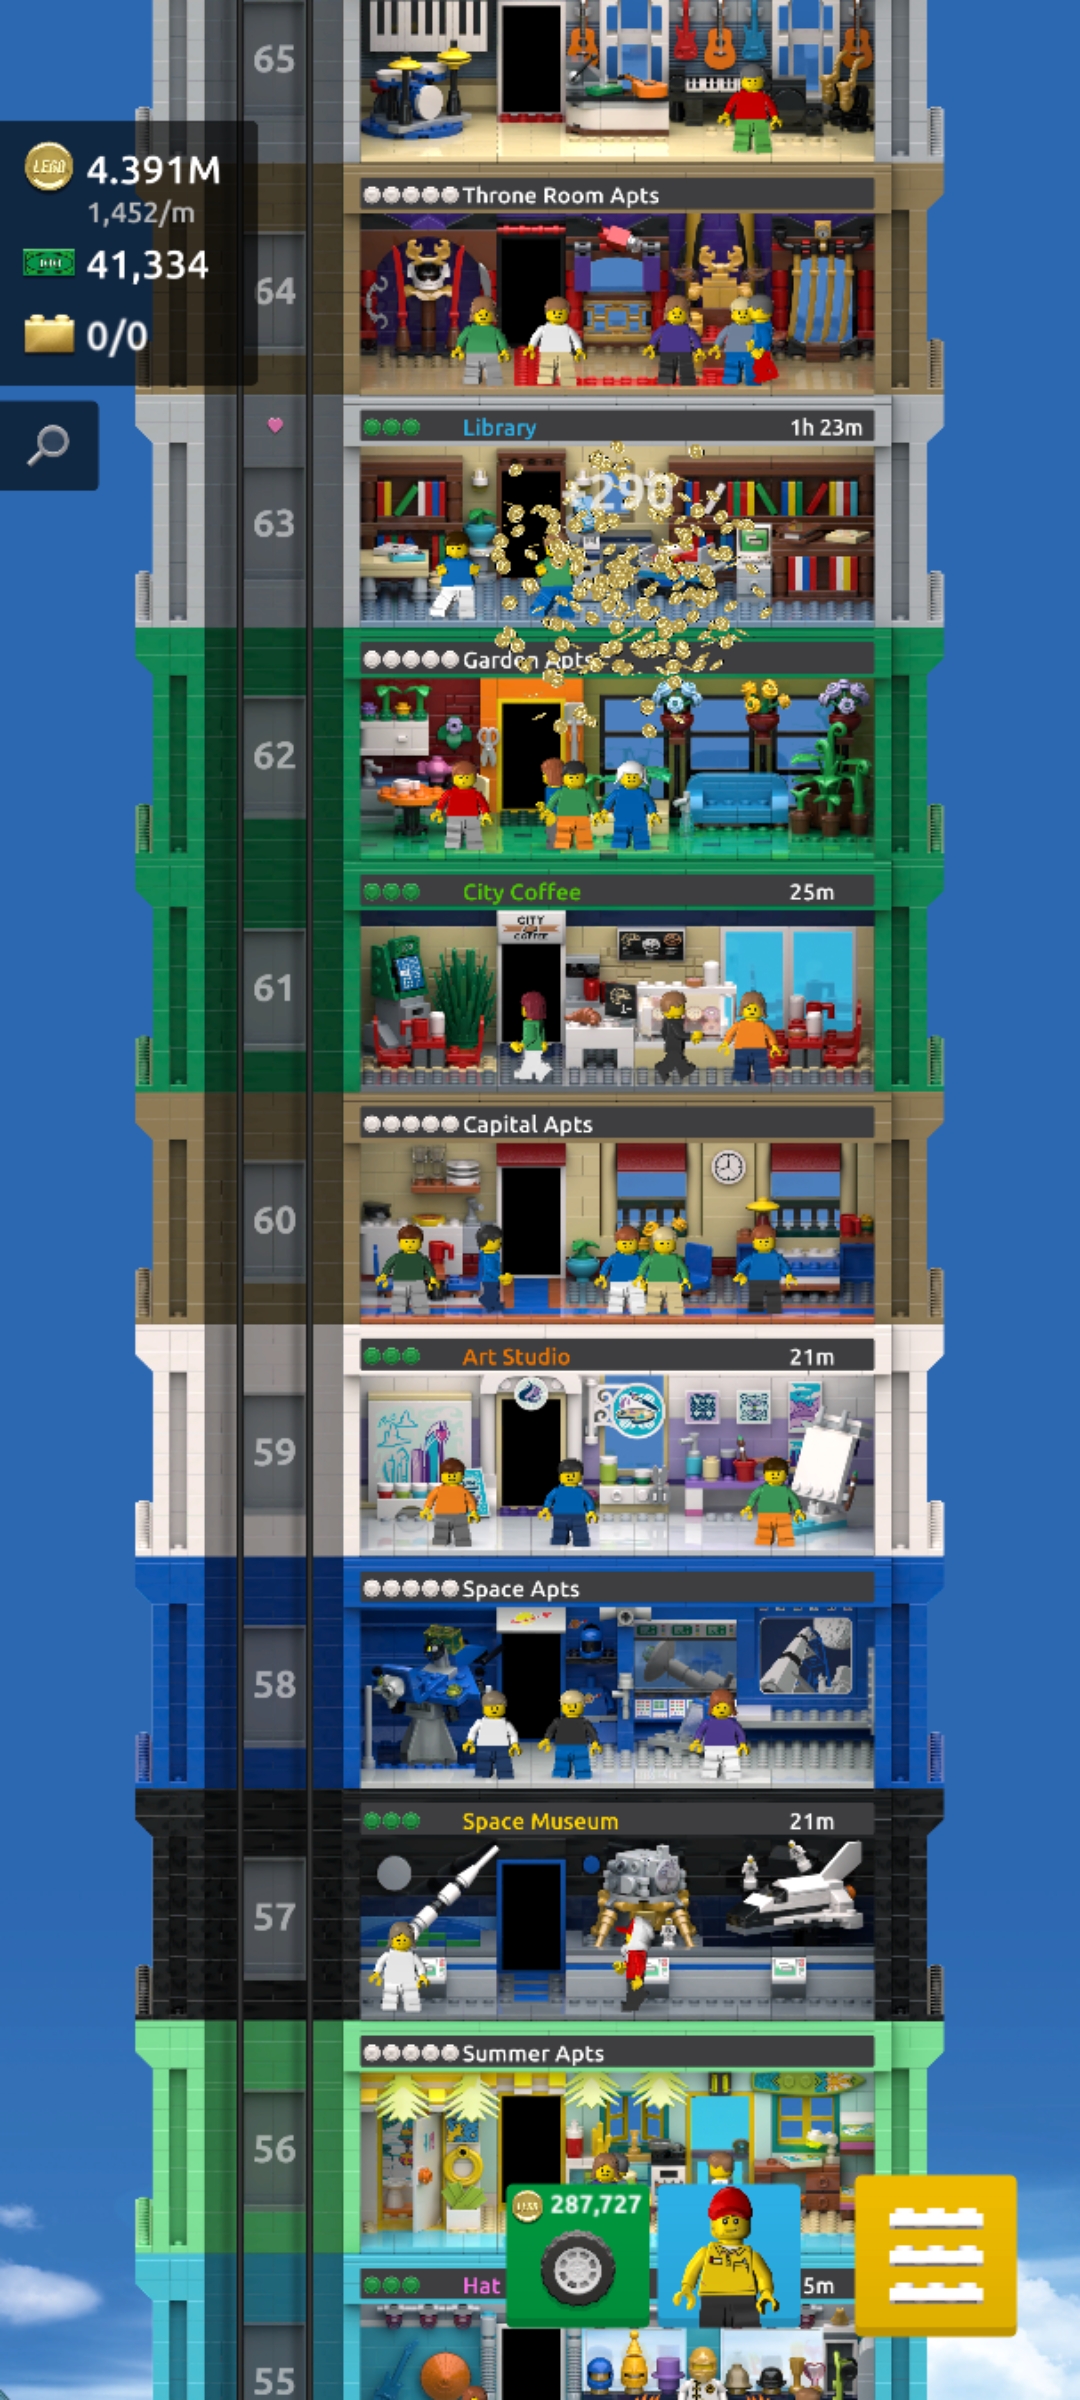 65
LEGO 4.391M
1,452/m
41,334
0/0
Throne Room Apts
64
Library 1h 23m
+290
63
Garden Apts
62
City Coffee 25m
CITY
COFFEE
61
Capital Apts
60
Art Studio 21m
59
Space Apts
58
Space Museum 21m
57
Summer Apts
56
287,727
Hat
5m
55